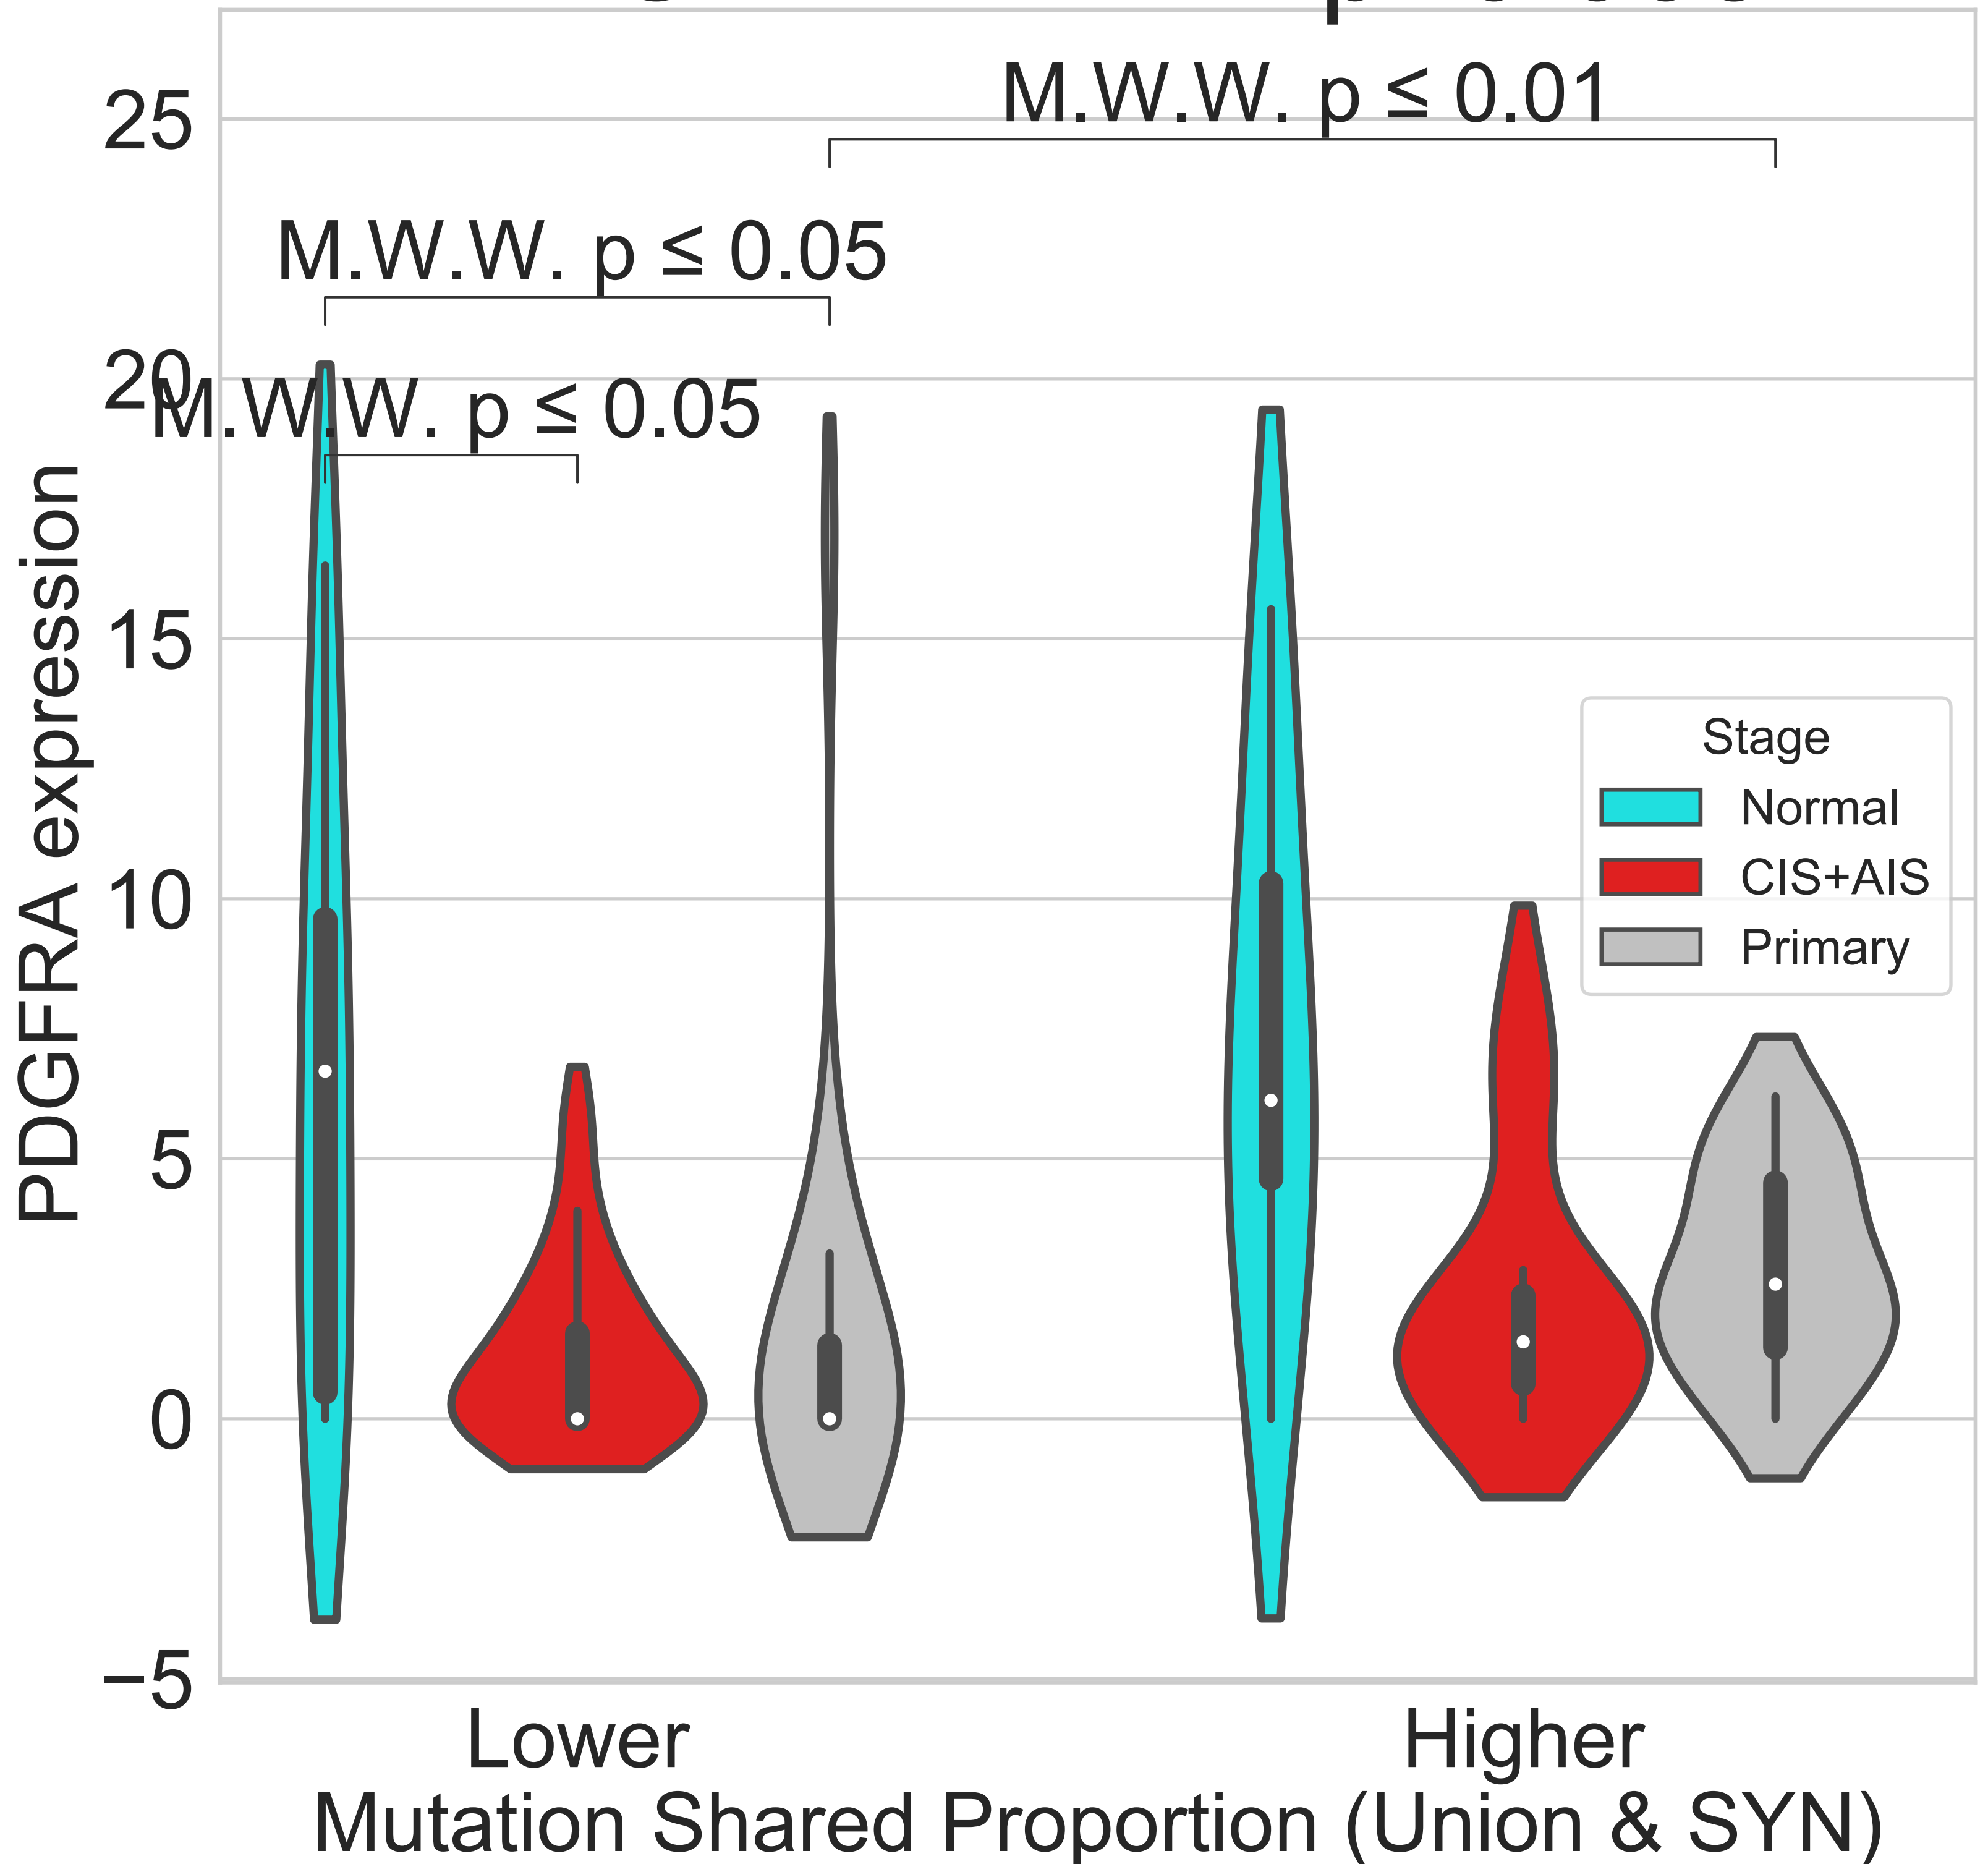 M.W.W. p ≤ 0.01
M.W.W. p ≤ 0.05
M.W.W. p ≤ 0.05
PDGFRA expression
25
20
15
10
5
0
−5
Stage
Normal
CIS+AIS
Primary
Lower
Higher
Mutation Shared Proportion (Union & SYN)